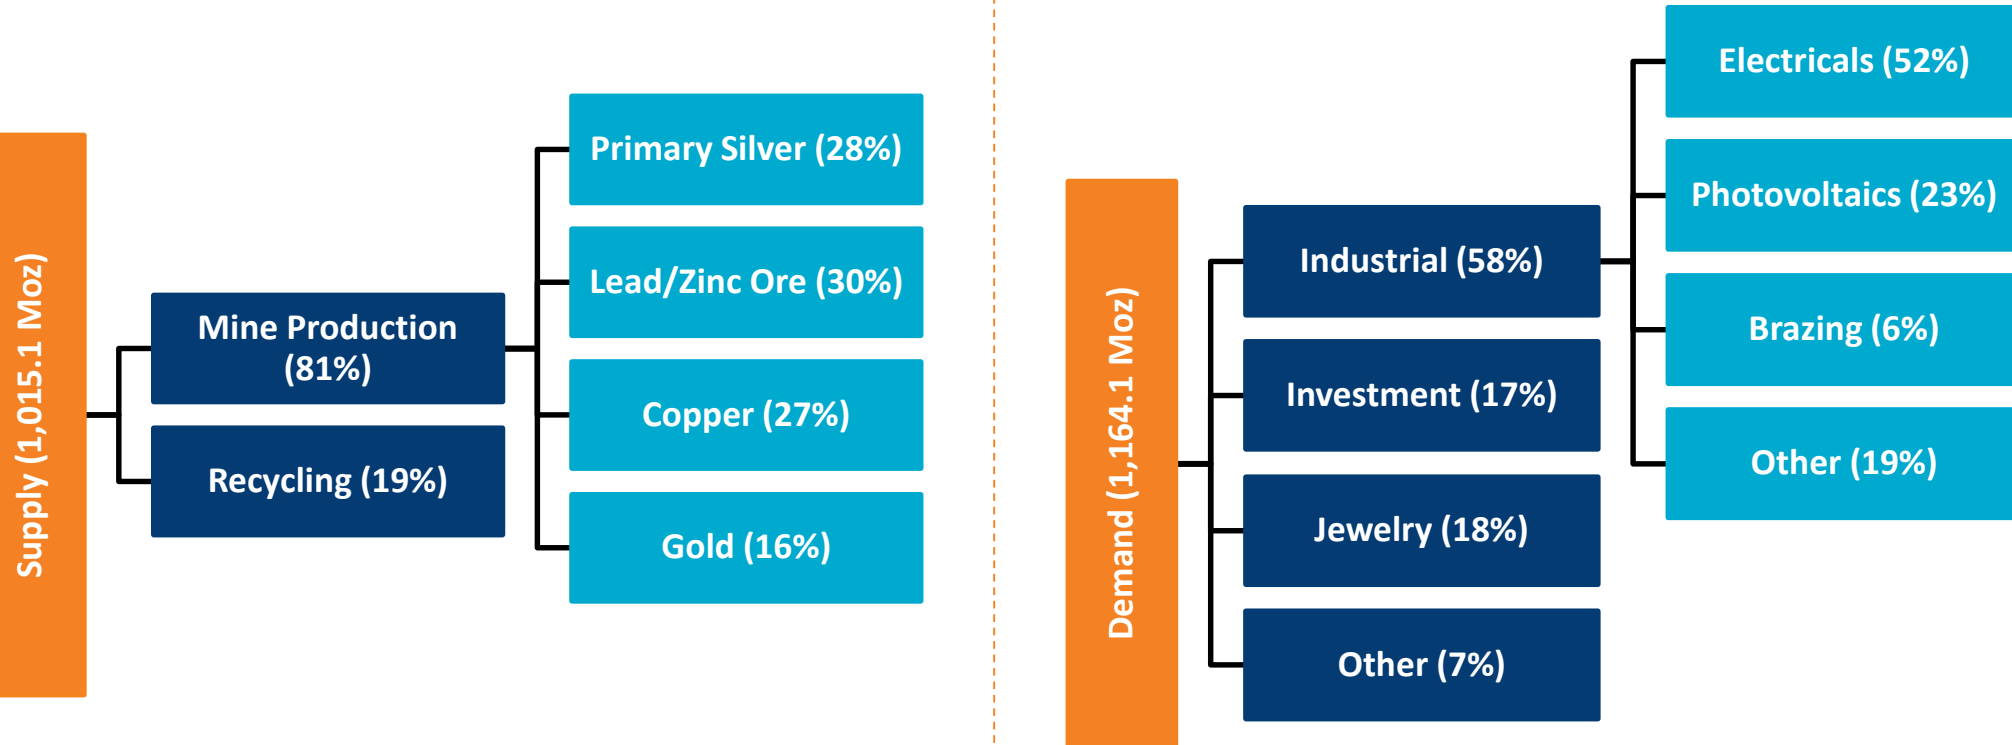 Supply (1,015.1 Moz)
Mine Production
(81%)
Recycling (19%)
Primary Silver (28%)
Lead/Zinc Ore (30%)
Copper (27%)
Gold (16%)
Demand (1,164.1 Moz)
Industrial (58%)
Investment (17%)
Jewelry (18%)
Other (7%)
Electricals (52%)
Photovoltaics (23%)
Brazing (6%)
Other (19%)